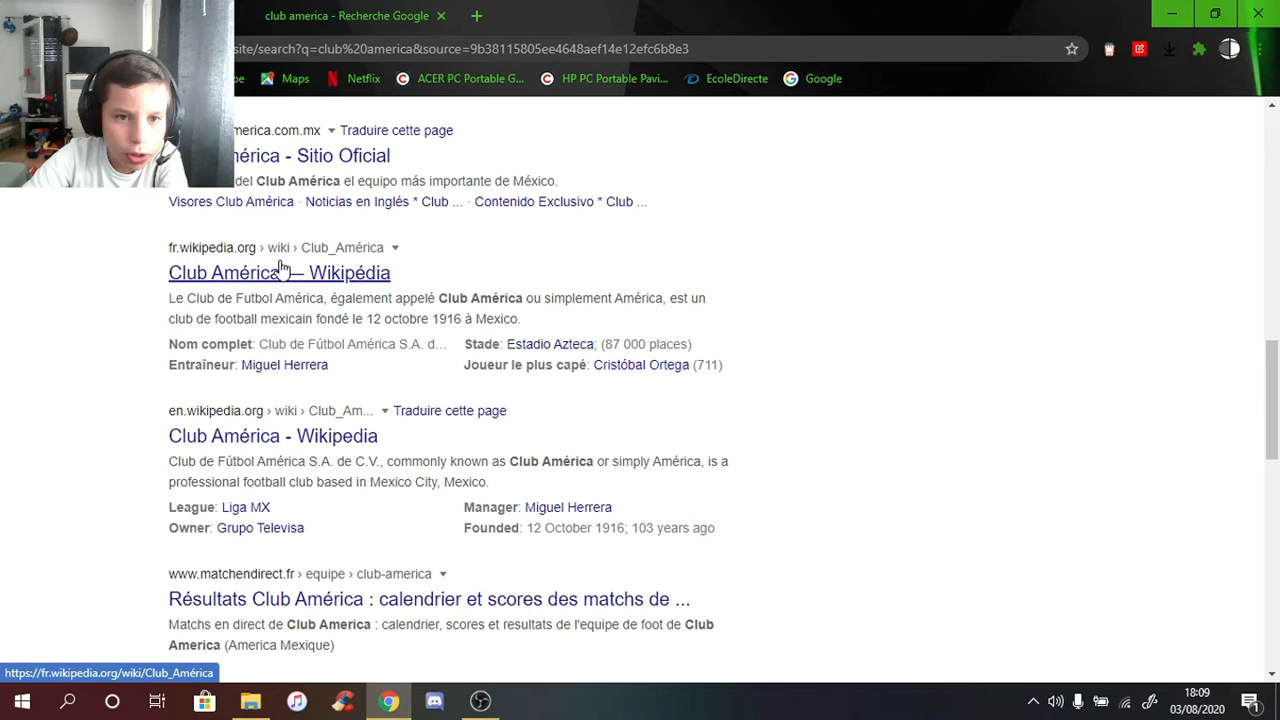 club america - Recherche Google
site/search?q=club%20america&source=9b38115805ee4648aef14e12efc6b8e3
Maps Netflix ACER PC Portable G... HP PC Portable Pavi... EcoleDirecte Google
merica.com.mx Traduire cette page
mérica - Sitio Oficial
del Club América el equipo más importante de México.
Visores Club América · Noticias en Inglés * Club ... · Contenido Exclusivo * Club ...
fr.wikipedia.org › wiki › Club_América
Club América — Wikipédia
Le Club de Futbol América, également appelé Club América ou simplement América, est un
club de football mexicain fondé le 12 octobre 1916 à Mexico.
Nom complet: Club de Fútbol América S.A. d... Stade: Estadio Azteca; (87 000 places)
Entraîneur: Miguel Herrera Joueur le plus capé: Cristóbal Ortega (711)
en.wikipedia.org › wiki › Club_Am... Traduire cette page
Club América - Wikipedia
Club de Fútbol América S.A. de C.V., commonly known as Club América or simply América, is a
professional football club based in Mexico City, Mexico.
League: Liga MX Manager: Miguel Herrera
Owner: Grupo Televisa Founded: 12 October 1916; 103 years ago
www.matchendirect.fr › equipe › club-america
Résultats Club América : calendrier et scores des matchs de ...
Matchs en direct de Club America : calendrier, scores et resultats de l'equipe de foot de Club
America (America Mexique)
https://fr.wikipedia.org/wiki/Club_América
18:09
03/08/2020
1